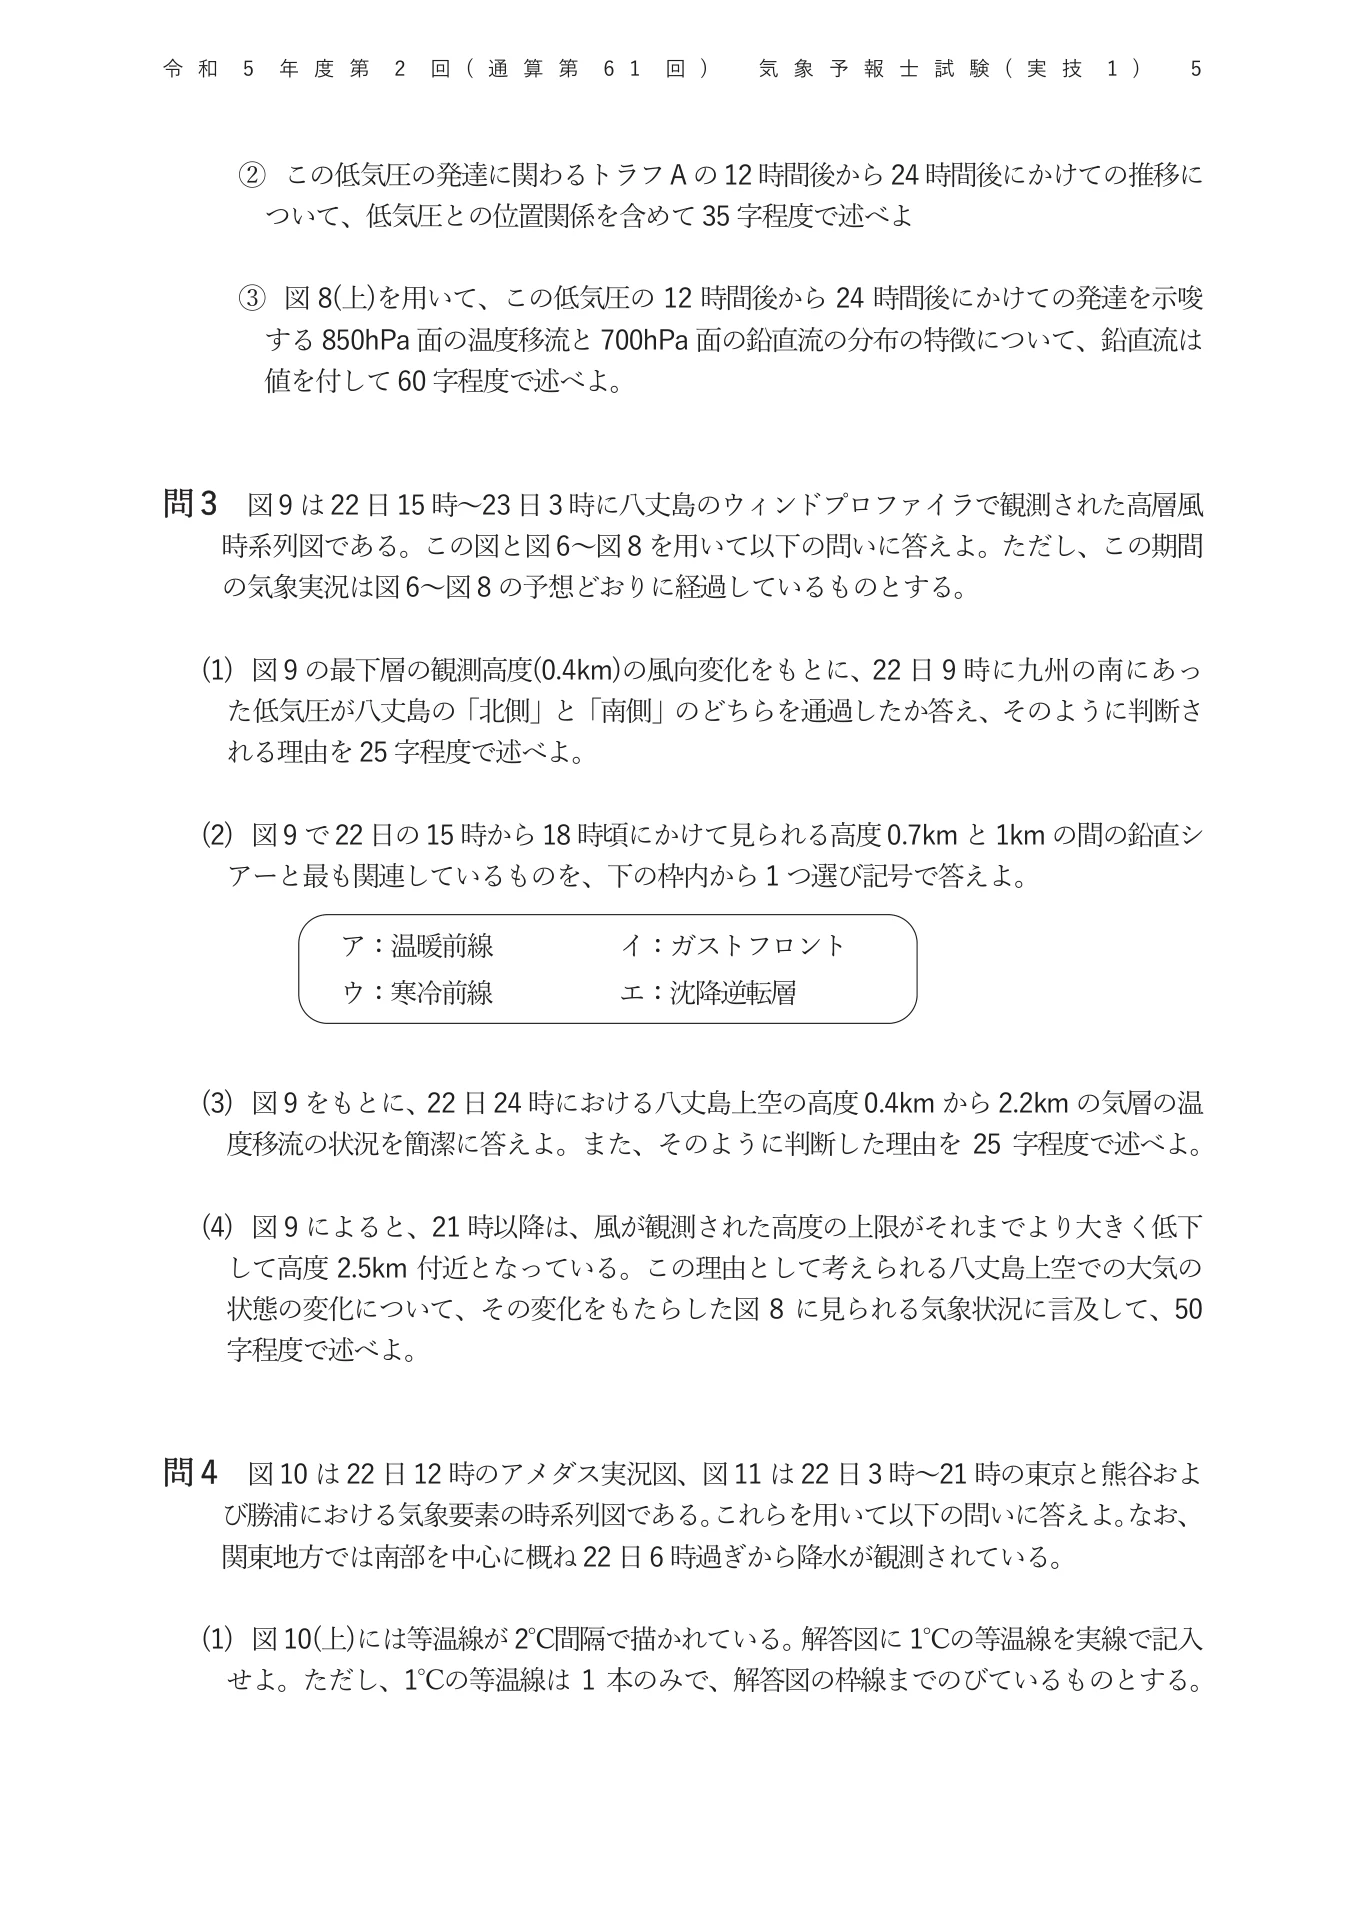 令和5年度第2回(通算第61回) 気象予報士試験(実技1) 5
② この低気圧の発達に関わるトラフAの12時間後から24時間後にかけての推移に
ついて、低気圧との位置関係を含めて35字程度で述べよ
③ 図8(上)を用いて、この低気圧の12時間後から24時間後にかけての発達を示唆
する850hPa面の温度移流と700hPa面の鉛直流の分布の特徴について、鉛直流は
値を付して60字程度で述べよ。
問3 図9は22日15時～23日3時に八丈島のウィンドプロファイラで観測された高層風
時系列図である。この図と図6～図8を用いて以下の問いに答えよ。ただし、この期間
の気象実況は図6～図8の予想どおりに経過しているものとする。
(1) 図9の最下層の観測高度(0.4km)の風向変化をもとに、22日9時に九州の南にあっ
た低気圧が八丈島の「北側」と「南側」のどちらを通過したか答え、そのように判断さ
れる理由を25字程度で述べよ。
(2) 図9で22日の15時から18時頃にかけて見られる高度0.7kmと1kmの間の鉛直シ
アーと最も関連しているものを、下の枠内から1つ選び記号で答えよ。
ア：温暖前線 イ：ガストフロント
ウ：寒冷前線 エ：沈降逆転層
(3) 図9をもとに、22日24時における八丈島上空の高度0.4kmから2.2kmの気層の温
度移流の状況を簡潔に答えよ。また、そのように判断した理由を25字程度で述べよ。
(4) 図9によると、21時以降は、風が観測された高度の上限がそれまでより大きく低下
して高度2.5km付近となっている。この理由として考えられる八丈島上空での大気の
状態の変化について、その変化をもたらした図8に見られる気象状況に言及して、50
字程度で述べよ。
問4 図10は22日12時のアメダス実況図、図11は22日3時～21時の東京と熊谷およ
び勝浦における気象要素の時系列図である。これらを用いて以下の問いに答えよ。なお、
関東地方では南部を中心に概ね22日6時過ぎから降水が観測されている。
(1) 図10(上)には等温線が2℃間隔で描かれている。解答図に1℃の等温線を実線で記入
せよ。ただし、1℃の等温線は1本のみで、解答図の枠線までのびているものとする。